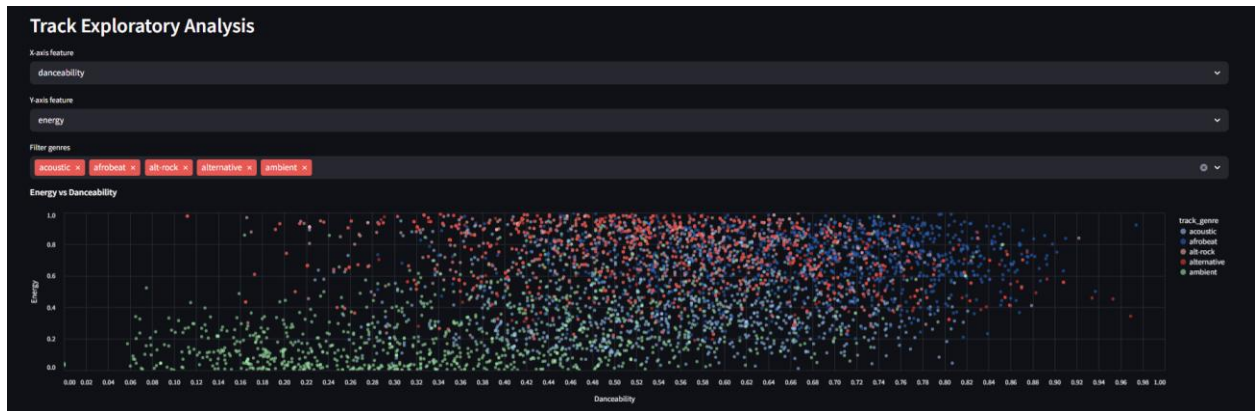 Track Exploratory Analysis
X-axis feature
danceability
Y-axis feature
energy
Filter genres
acoustic × afrobeat × alt-rock × alternative × ambient ×
Energy vs Danceability
1.0
0.8
0.6
0.4
0.2
0.0
Energy
0.00 0.02 0.04 0.06 0.08 0.10 0.12 0.14 0.16 0.18 0.20 0.22 0.24 0.26 0.28 0.30 0.32 0.34 0.36 0.38 0.40 0.42 0.44 0.46 0.48 0.50 0.52 0.54 0.56 0.58 0.60 0.62 0.64 0.66 0.68 0.70 0.72 0.74 0.76 0.78 0.80 0.82 0.84 0.86 0.88 0.90 0.92 0.94 0.96 0.98 1.00
Danceability
track_genre
acoustic
afrobeat
alt-rock
alternative
ambient